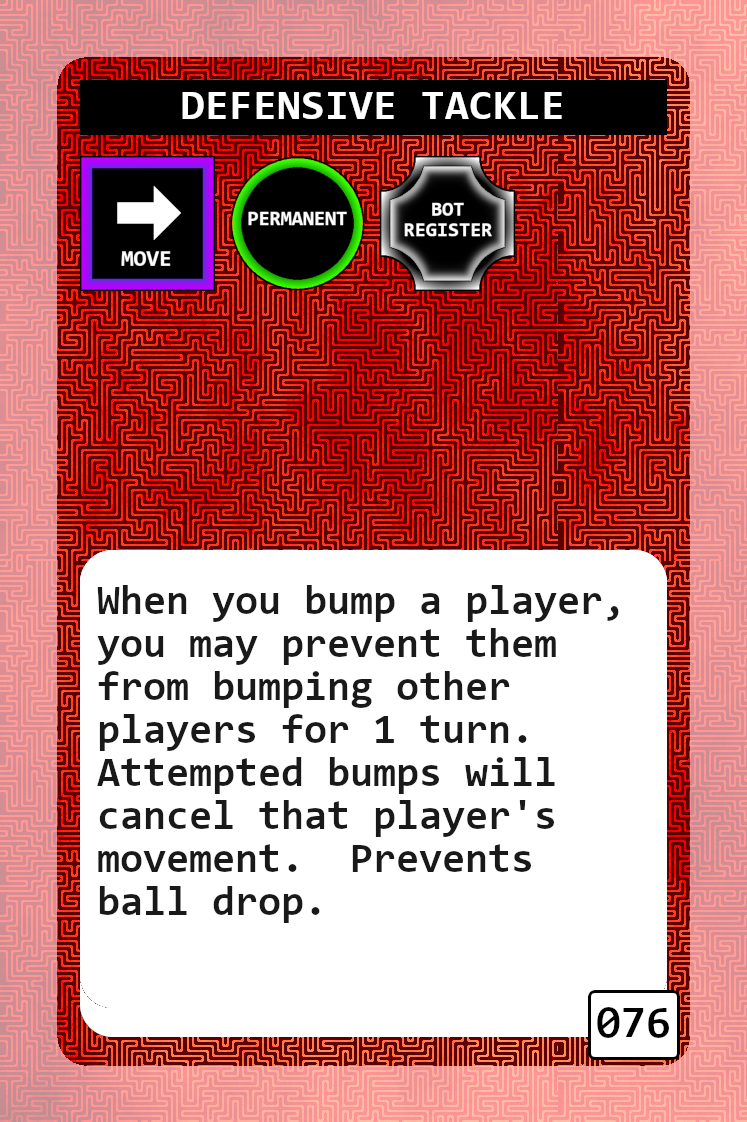 DEFENSIVE TACKLE
MOVE
PERMANENT
BOT
REGISTER
When you bump a player,
you may prevent them
from bumping other
players for 1 turn.
Attempted bumps will
cancel that player's
movement.  Prevents
ball drop.
076